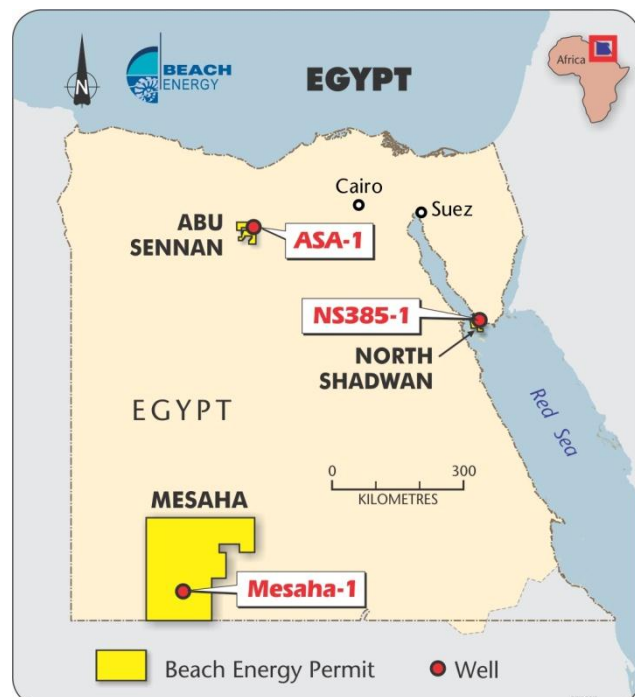 N
BEACH
ENERGY
EGYPT
Africa
Cairo
Suez
ABU
SENNAN
ASA-1
NS385-1
NORTH
SHADWAN
Red Sea
EGYPT
0 300
KILOMETRES
MESAHA
Mesaha-1
Beach Energy Permit
Well